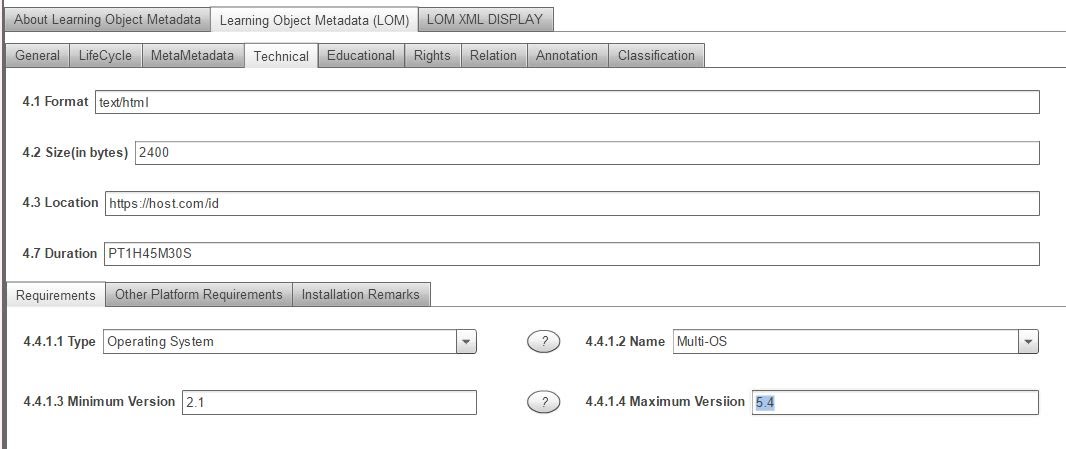 About Learning Object Metadata Learning Object Metadata (LOM) LOM XML DISPLAY
General LifeCycle MetaMetadata Technical Educational Rights Relation Annotation Classification
4.1 Format text/html
4.2 Size(in bytes) 2400
4.3 Location https://host.com/id
4.7 Duration PT1H45M30S
Requirements Other Platform Requirements Installation Remarks
4.4.1.1 Type Operating System ? 4.4.1.2 Name Multi-OS
4.4.1.3 Minimum Version 2.1 ? 4.4.1.4 Maximum Versiion 5.4